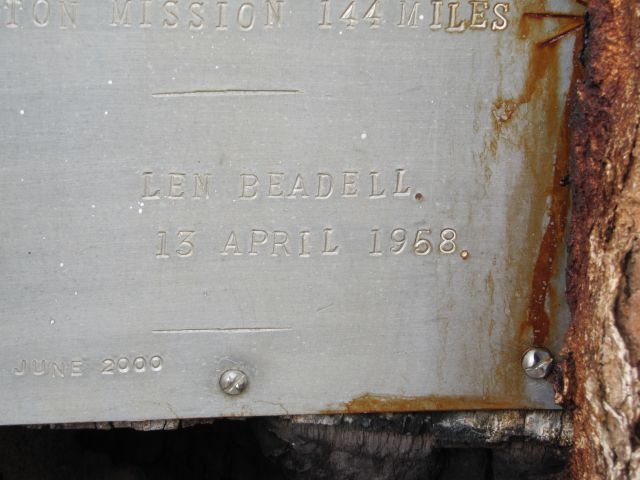 TON MISSION 144 MILES
LEN BEADELL.
13 APRIL 1958.
JUNE 2000